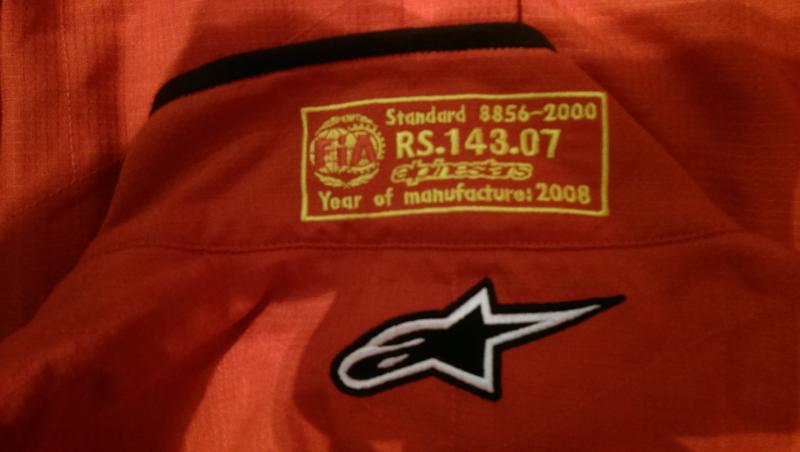 Standard 8856-2000
FIA
RS.143.07
alpinestars
Year of manufacture: 2008